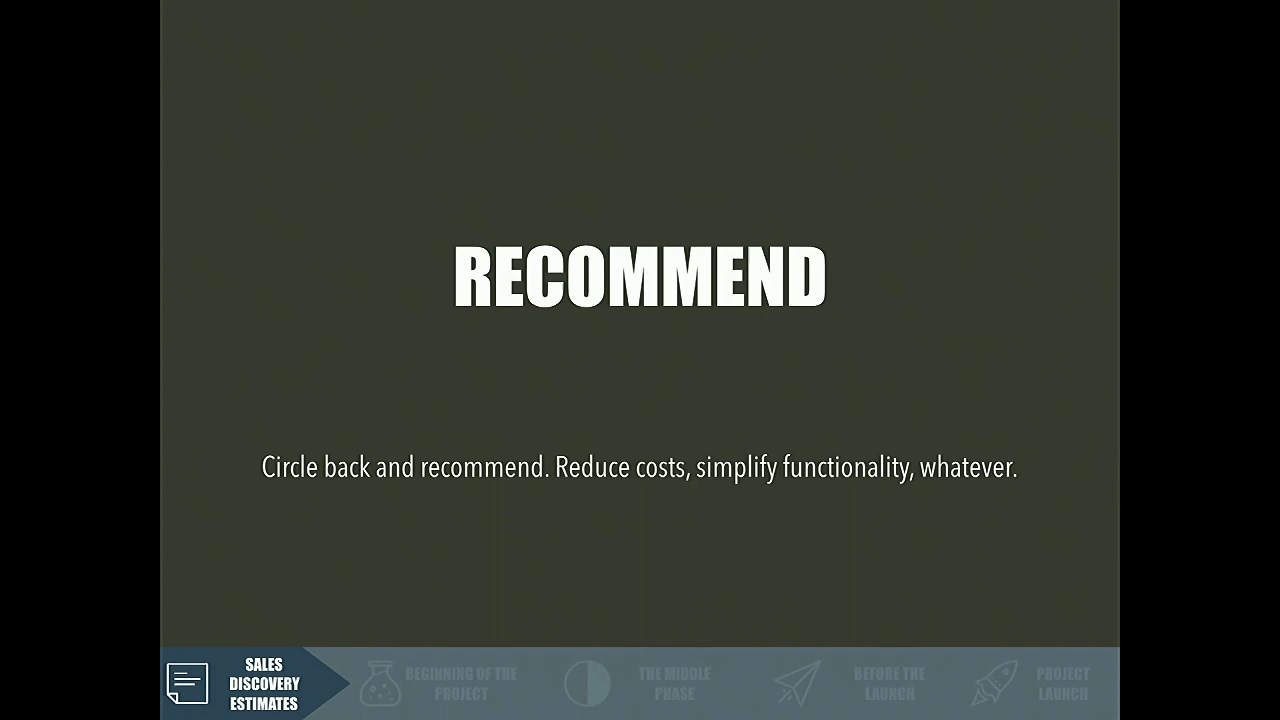 RECOMMEND
Circle back and recommend. Reduce costs, simplify functionality, whatever.
SALES
DISCOVERY
ESTIMATES
BEGINNING OF THE
PROJECT
THE MIDDLE
PHASE
BEFORE THE
LAUNCH
PROJECT
LAUNCH